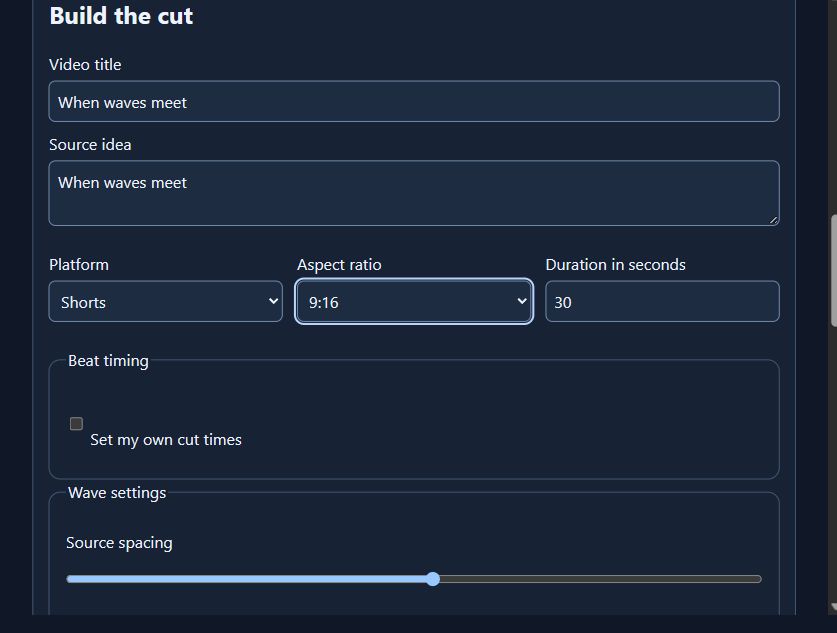 Build the cut
Video title
When waves meet
Source idea
When waves meet
Platform
Aspect ratio
Duration in seconds
Shorts
9:16
30
Beat timing
Set my own cut times
Wave settings
Source spacing